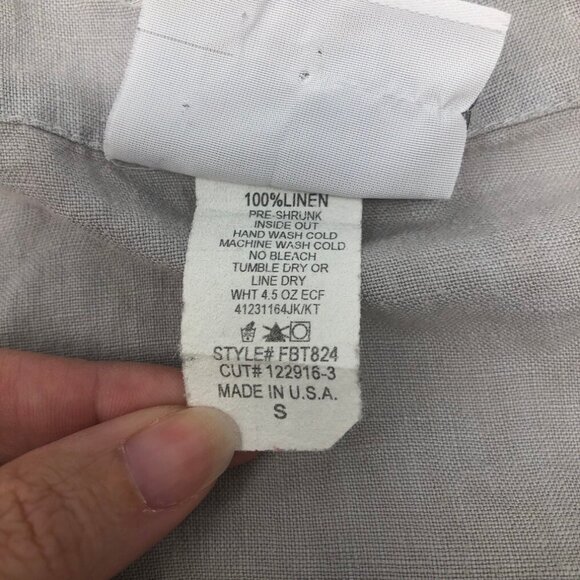 100%LINEN
PRE-SHRUNK
INSIDE OUT
HAND WASH COLD
MACHINE WASH COLD
NO BLEACH
TUMBLE DRY OR
LINE DRY
WHT 4.5 OZ ECF
41231164JK/KT
STYLE# FBT824
CUT# 122916-3
MADE IN U.S.A.
S